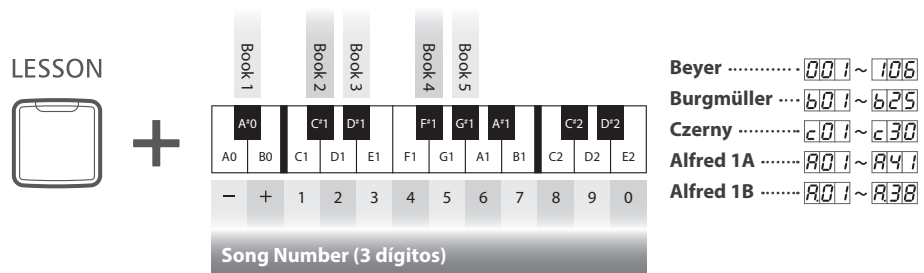 LESSON
+
Book 1
Book 2
Book 3
Book 4
Book 5
A#0 C#1 D#1 F#1 G#1 A#1 C#2 D#2
A0 B0 C1 D1 E1 F1 G1 A1 B1 C2 D2 E2
− + 1 2 3 4 5 6 7 8 9 0
Song Number (3 dígitos)
Beyer ············ 001 ~ 106
Burgmüller ···· b01 ~ b25
Czerny ·········· c01 ~ c30
Alfred 1A ······· A01 ~ A41
Alfred 1B ······· A.01 ~ A.38